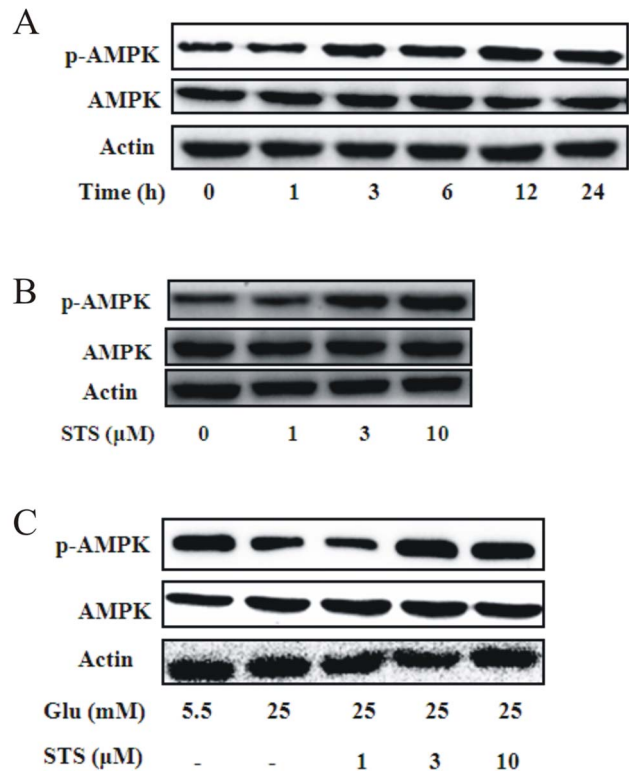 A
p-AMPK
AMPK
Actin
Time (h) 0 1 3 6 12 24
B
p-AMPK
AMPK
Actin
STS (µM) 0 1 3 10
C
p-AMPK
AMPK
Actin
Glu (mM) 5.5 25 25 25 25
STS (µM) - - 1 3 10